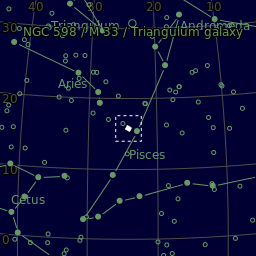 40
30
20
10
Triangulum
Andromeda
NGC 598 / M 33 / Triangulum galaxy
30
Aries
20
Pisces
10
Cetus
0